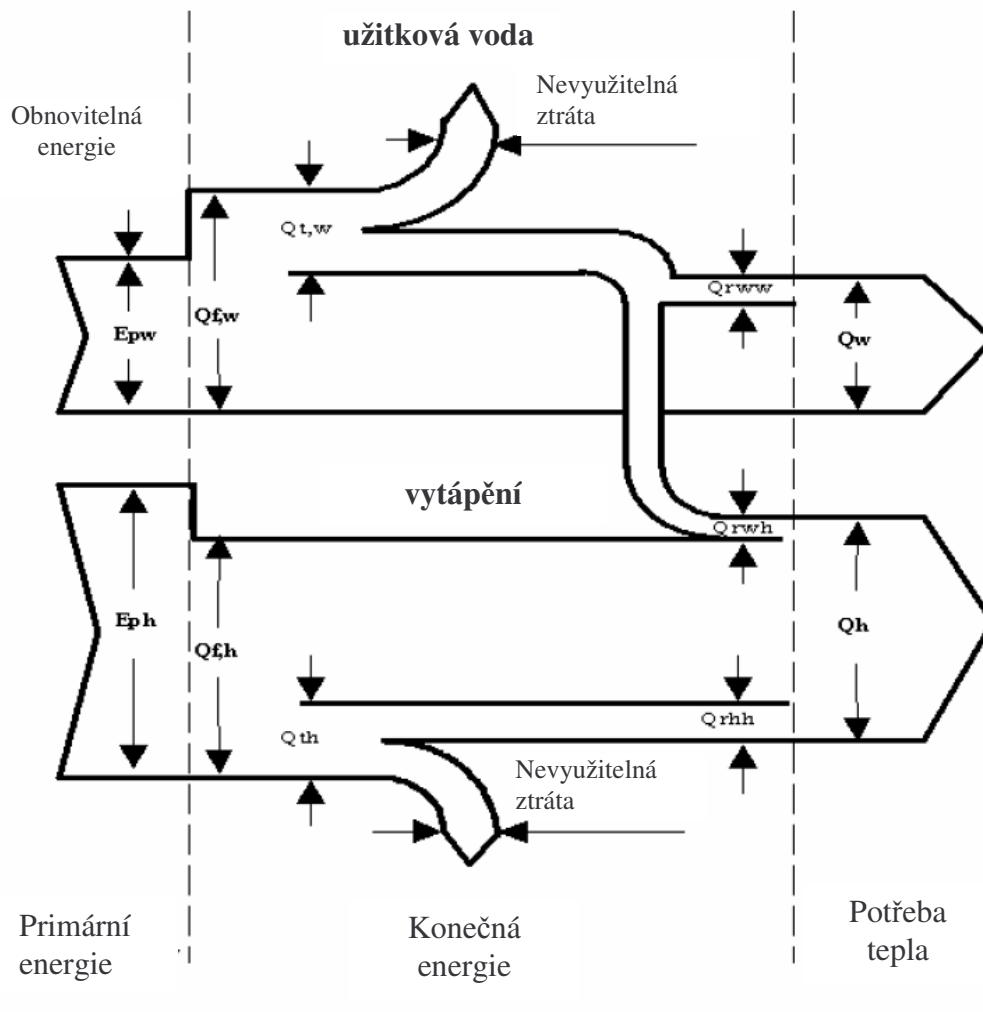 užitková voda
Nevyužitelná
ztráta
Obnovitelná
energie
Qt,w
Qrww
Epw
Qf,w
Qw
vytápění
Qrwh
Eph
Qf,h
Qh
Qth
Qrhh
Nevyužitelná
ztráta
Primární
energie
Konečná
energie
Potřeba
tepla